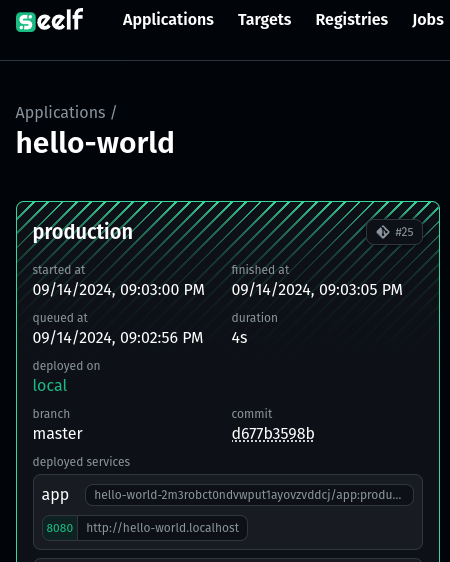 seelf Applications Targets Registries Jobs
Applications /
hello-world
production #25
started at finished at
09/14/2024, 09:03:00 PM 09/14/2024, 09:03:05 PM
queued at duration
09/14/2024, 09:02:56 PM 4s
deployed on
local
branch commit
master d677b3598b
deployed services
app hello-world-2m3robct0ndvwput1ayovzvddcj/app:produ...
8080 http://hello-world.localhost